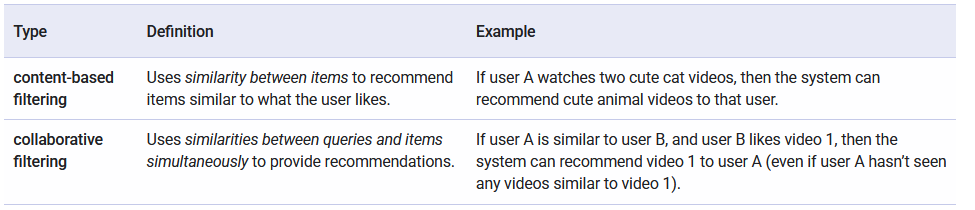 Type Definition Example
content-based filtering Uses similarity between items to recommend items similar to what the user likes. If user A watches two cute cat videos, then the system can recommend cute animal videos to that user.
collaborative filtering Uses similarities between queries and items simultaneously to provide recommendations. If user A is similar to user B, and user B likes video 1, then the system can recommend video 1 to user A (even if user A hasn't seen any videos similar to video 1).